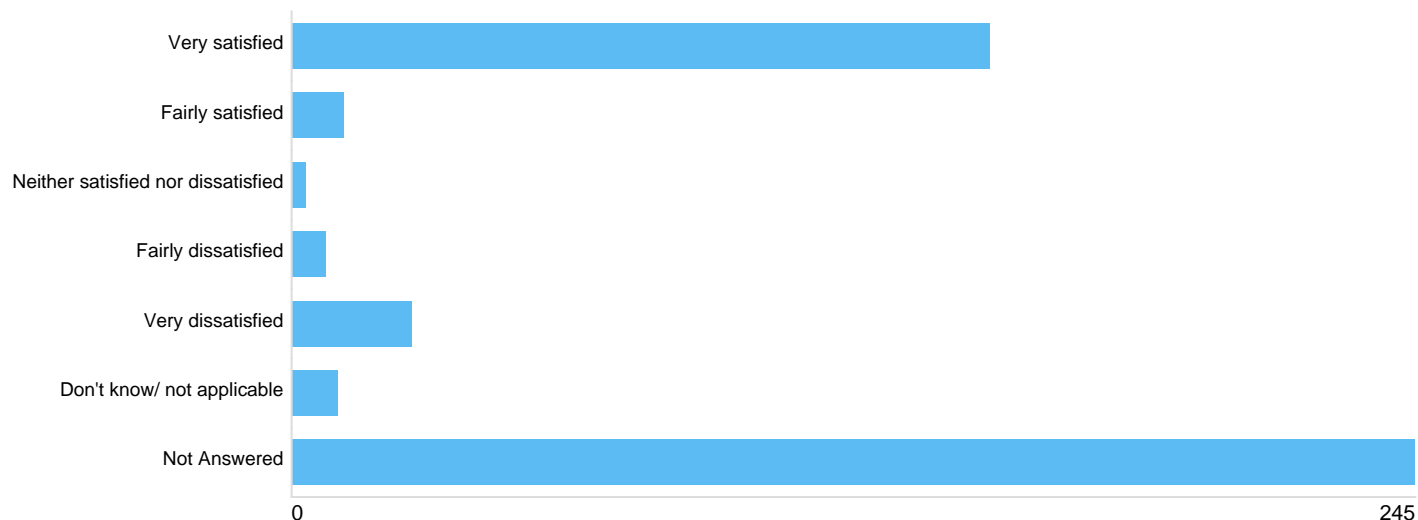 Very satisfied
Fairly satisfied
Neither satisfied nor dissatisfied
Fairly dissatisfied
Very dissatisfied
Don't know/ not applicable
Not Answered
0 245